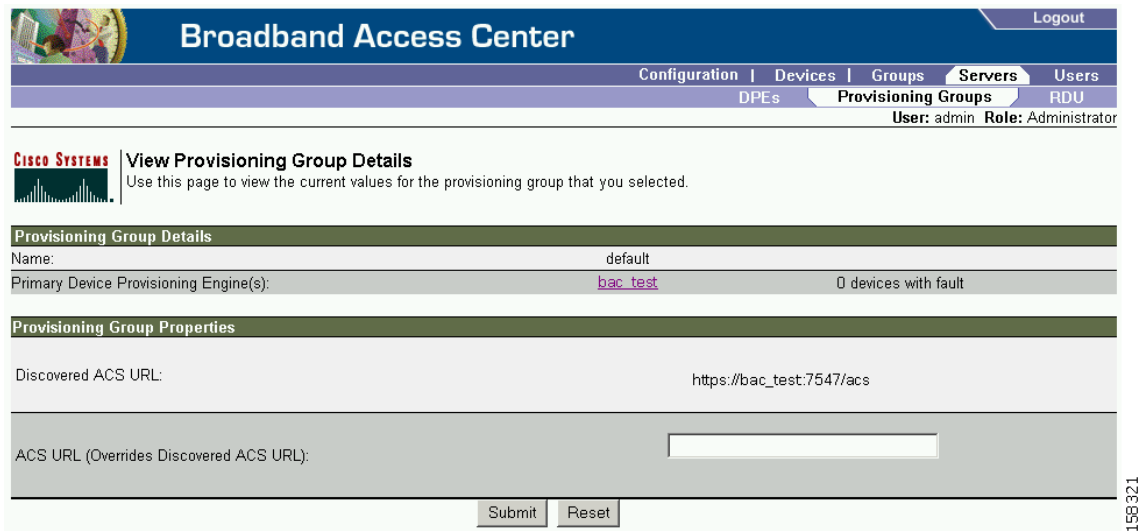 Broadband Access Center
Logout
Configuration | Devices | Groups Servers Users
DPEs Provisioning Groups RDU
User: admin Role: Administrator
CISCO SYSTEMS
View Provisioning Group Details
Use this page to view the current values for the provisioning group that you selected.
Provisioning Group Details
Name: default
Primary Device Provisioning Engine(s): bac_test 0 devices with fault
Provisioning Group Properties
Discovered ACS URL: https://bac_test:7547/acs
ACS URL (Overrides Discovered ACS URL):
Submit Reset
158321